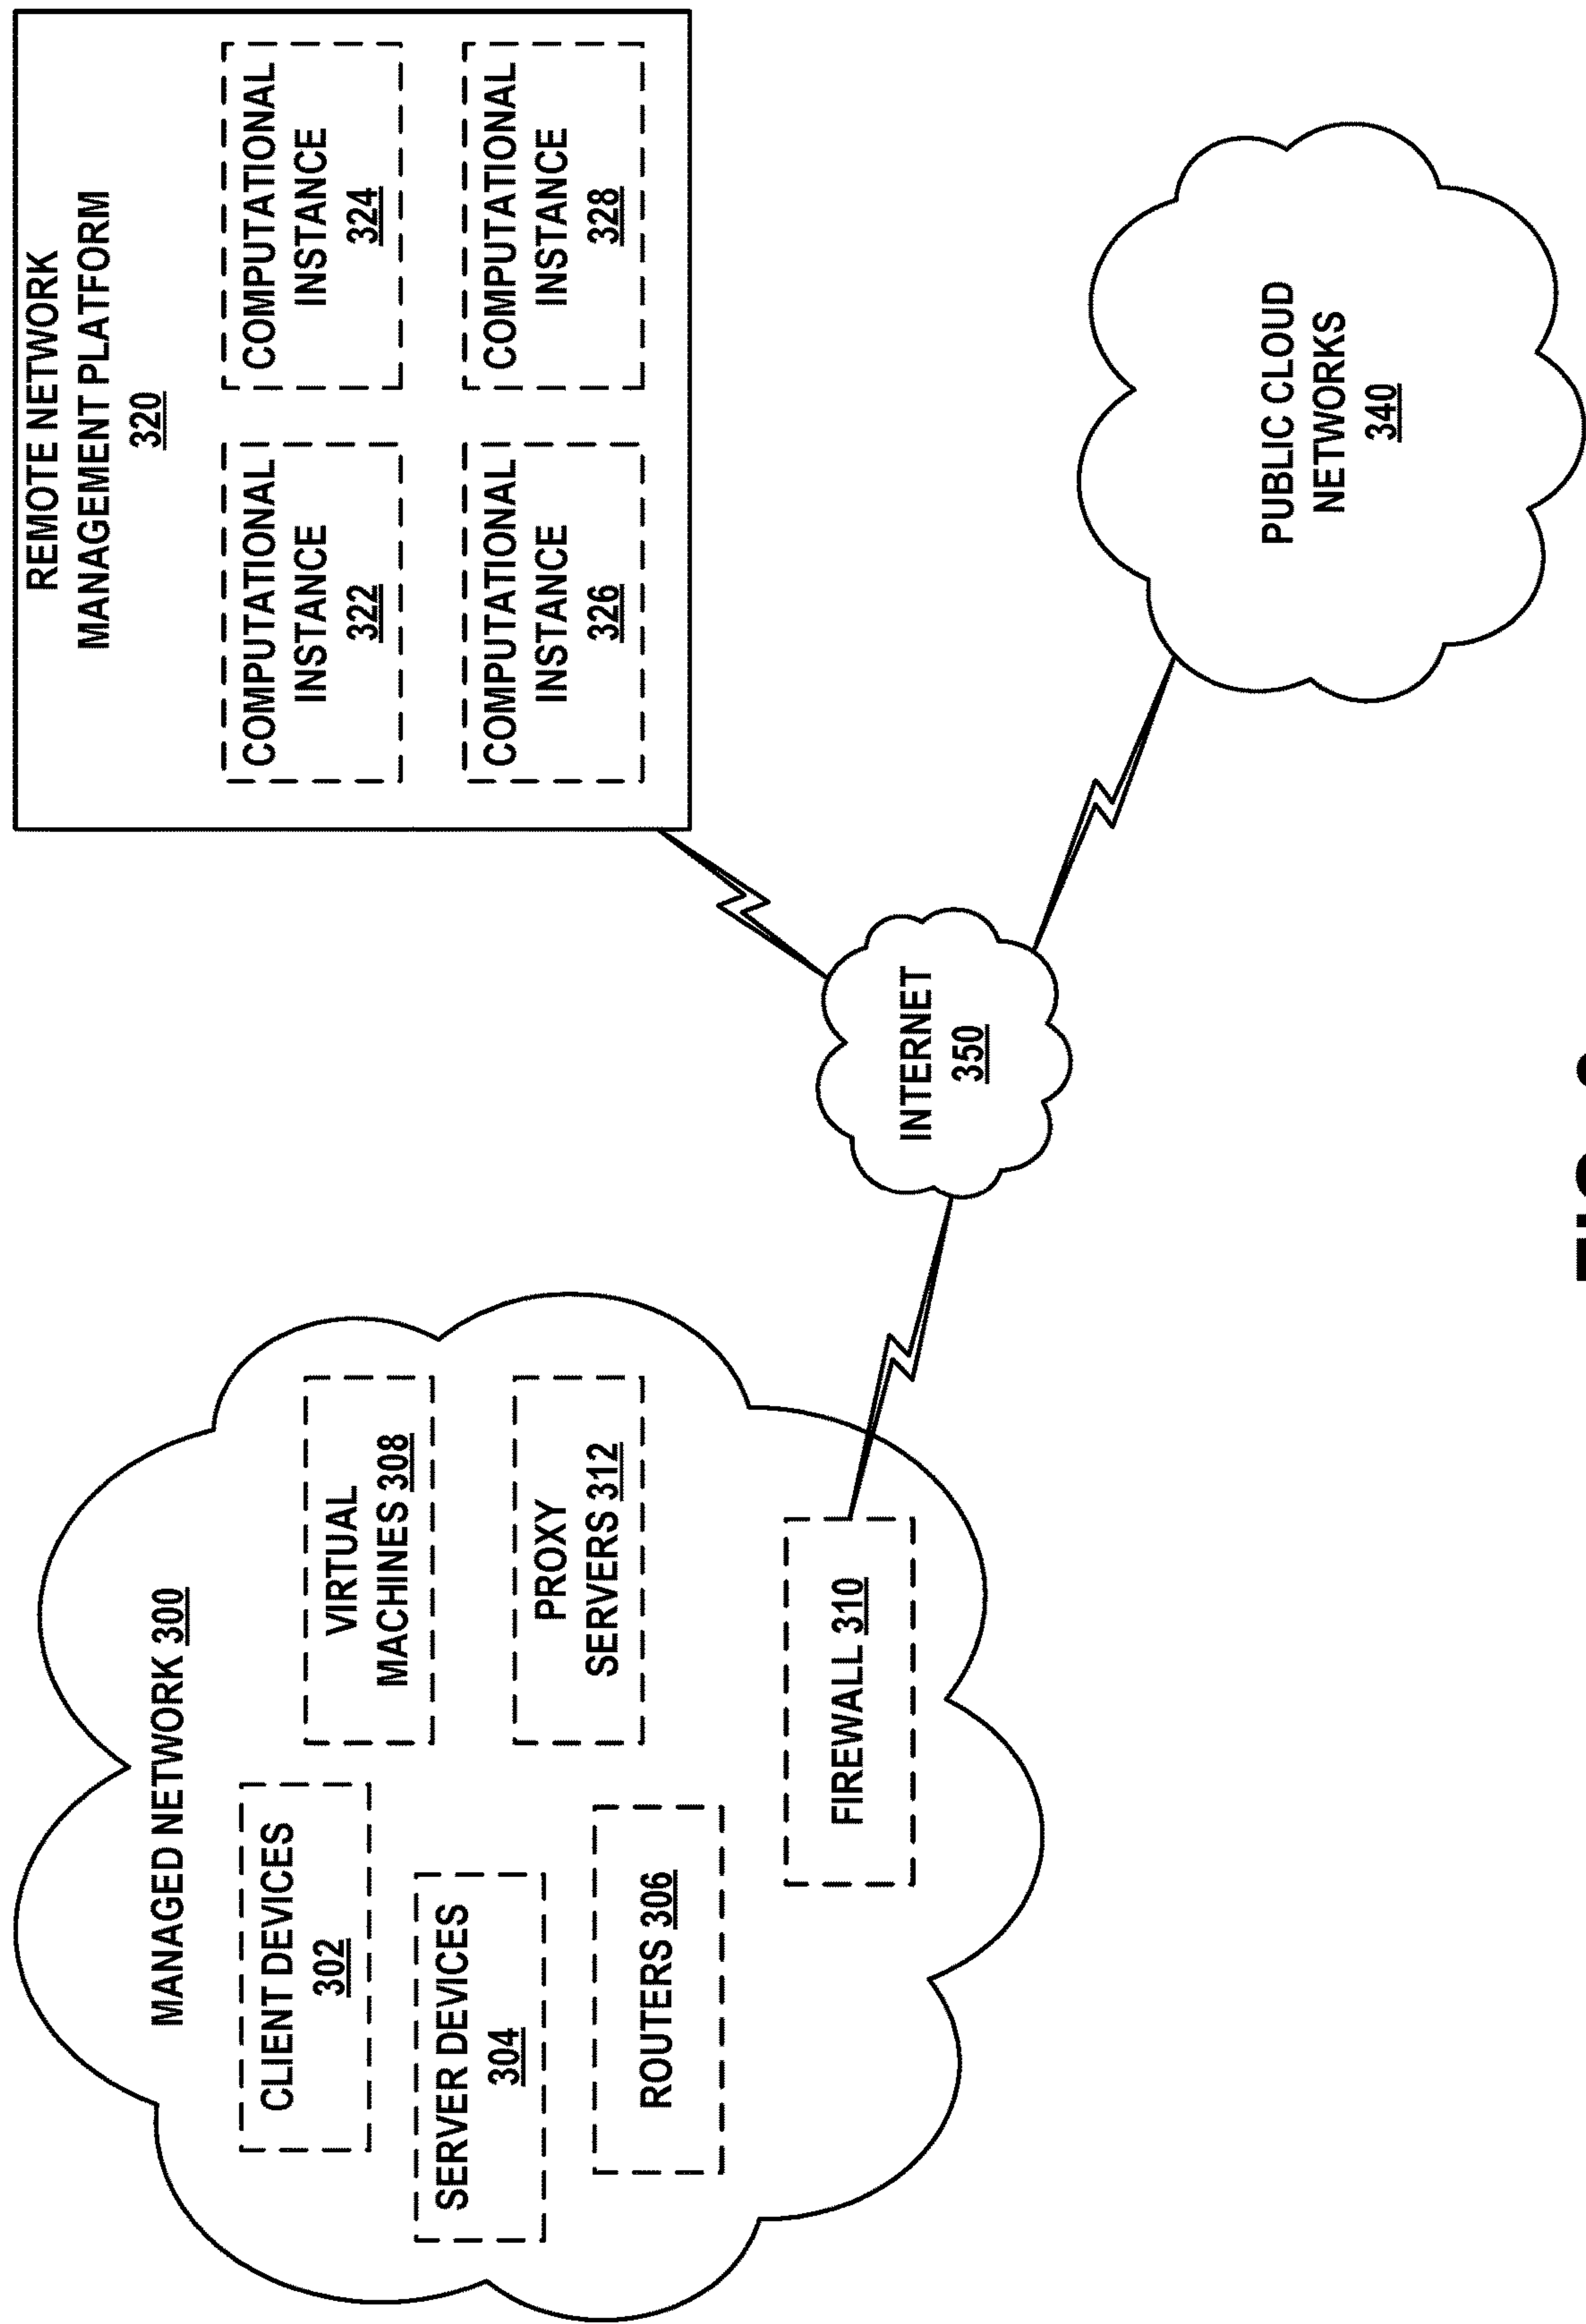 MANAGED NETWORK 300
CLIENT DEVICES
302
SERVER DEVICES
304
ROUTERS 306
VIRTUAL
MACHINES 308
PROXY
SERVERS 312
FIREWALL 310
REMOTE NETWORK
MANAGEMENT PLATFORM
320
COMPUTATIONAL
INSTANCE
322
COMPUTATIONAL
INSTANCE
324
COMPUTATIONAL
INSTANCE
326
COMPUTATIONAL
INSTANCE
328
INTERNET
350
PUBLIC CLOUD
NETWORKS
340